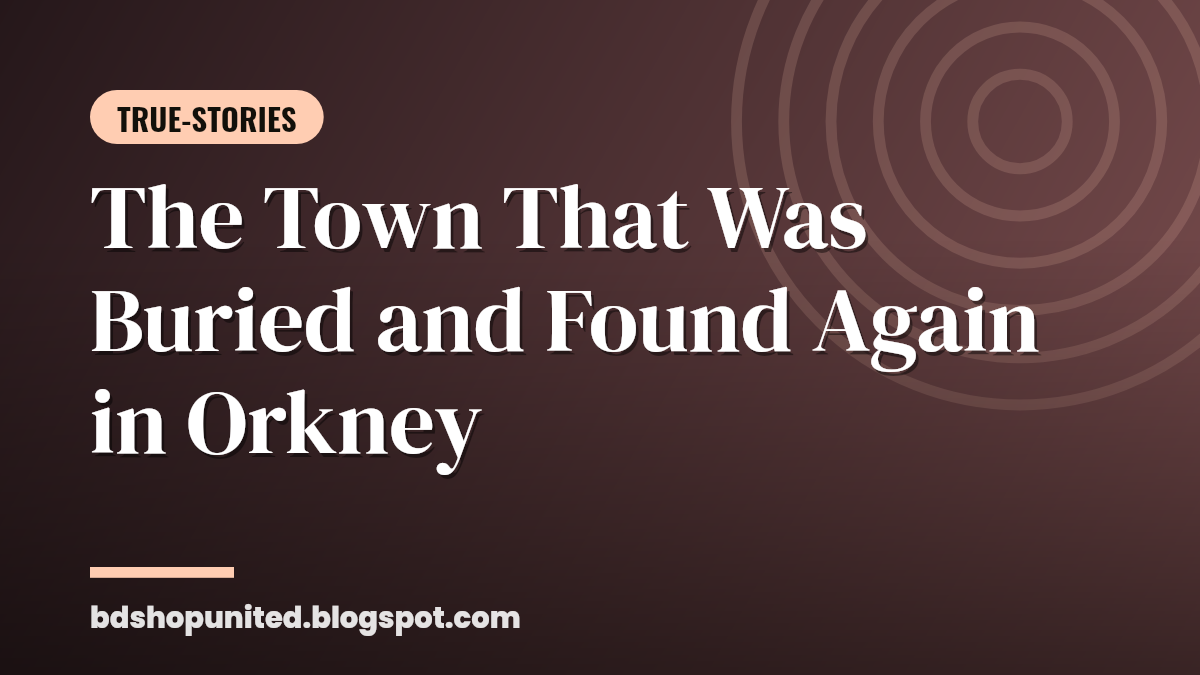 TRUE-STORIES
The Town That Was
Buried and Found Again
in Orkney
bdshopunited.blogspot.com